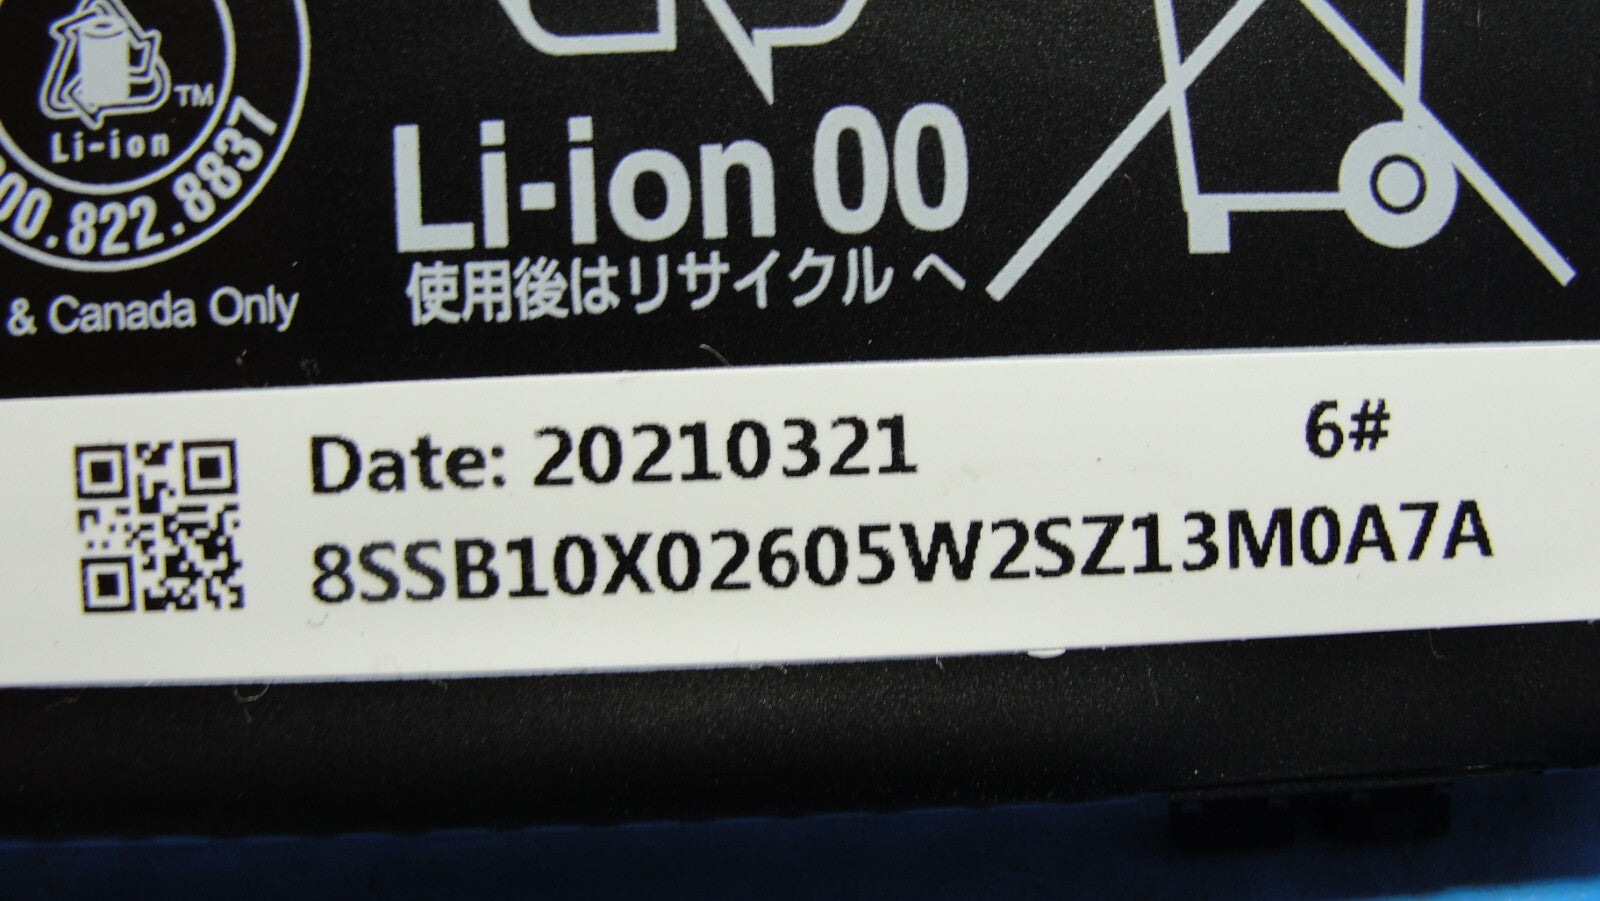 TM
Li-ion
00.822.8837
& Canada Only
Li-ion 00
使用後はリサイクルへ
Date: 20210321 6#
8SSB10X02605W2SZ13M0A7A